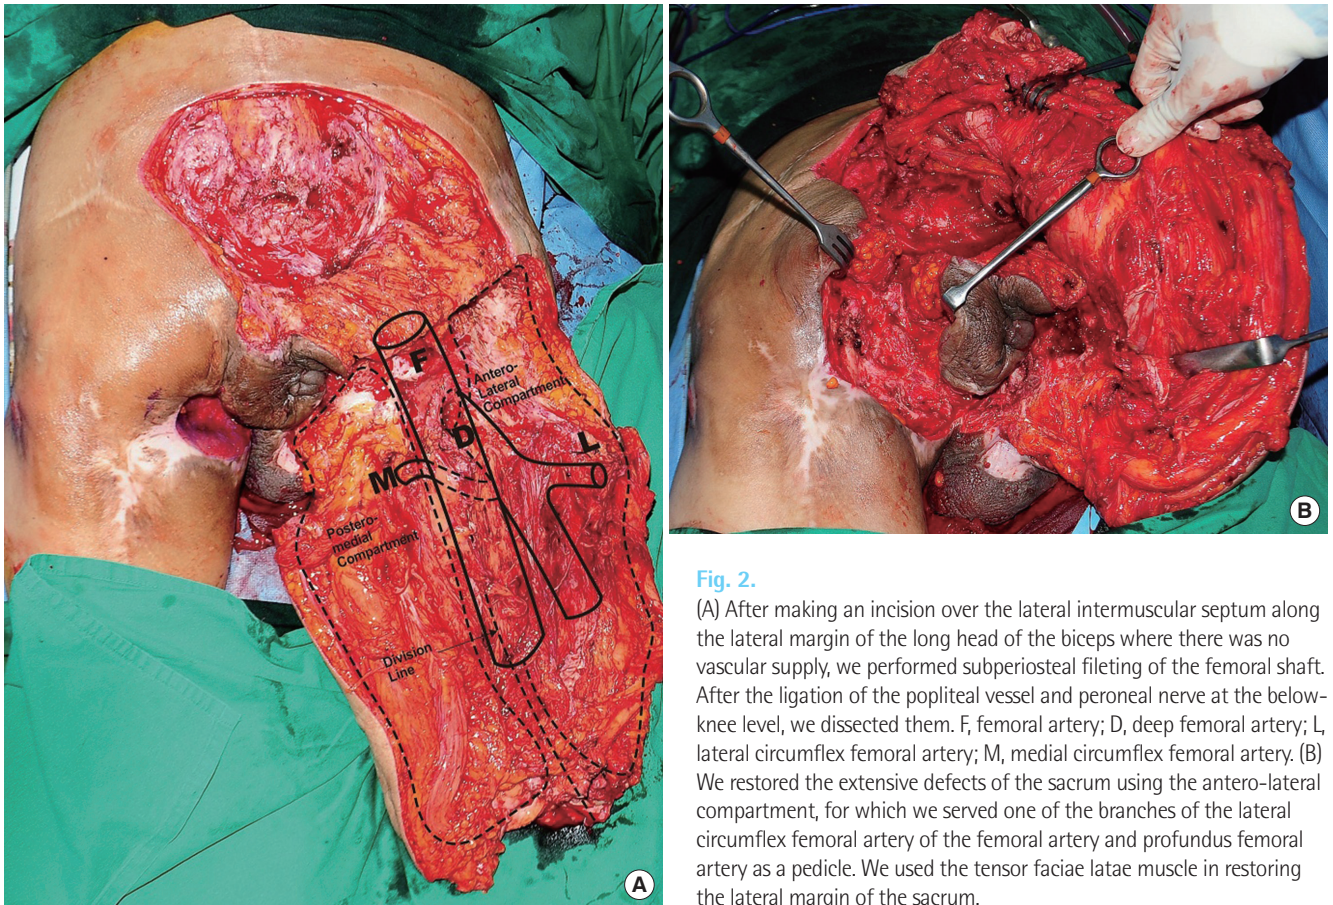 F
Antero-
Lateral
Compartment
D
L
M
Postero-
medial
Compartment
Division
Line
A
B
Fig. 2.
(A) After making an incision over the lateral intermuscular septum along
the lateral margin of the long head of the biceps where there was no
vascular supply, we performed subperiosteal fileting of the femoral shaft.
After the ligation of the popliteal vessel and peroneal nerve at the below-
knee level, we dissected them. F, femoral artery; D, deep femoral artery; L,
lateral circumflex femoral artery; M, medial circumflex femoral artery. (B)
We restored the extensive defects of the sacrum using the antero-lateral
compartment, for which we served one of the branches of the lateral
circumflex femoral artery of the femoral artery and profundus femoral
artery as a pedicle. We used the tensor faciae latae muscle in restoring
the lateral margin of the sacrum.